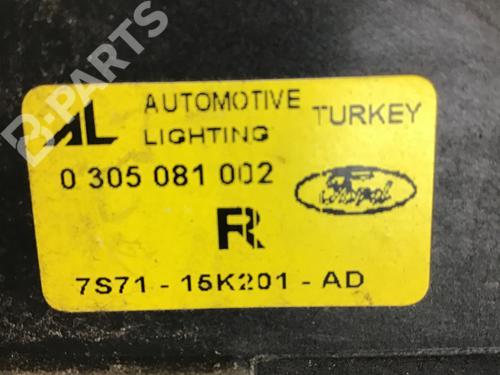 B-PARTS
AL AUTOMOTIVE LIGHTING TURKEY
0 305 081 002
Ford
R
7S71 - 15K201 - AD